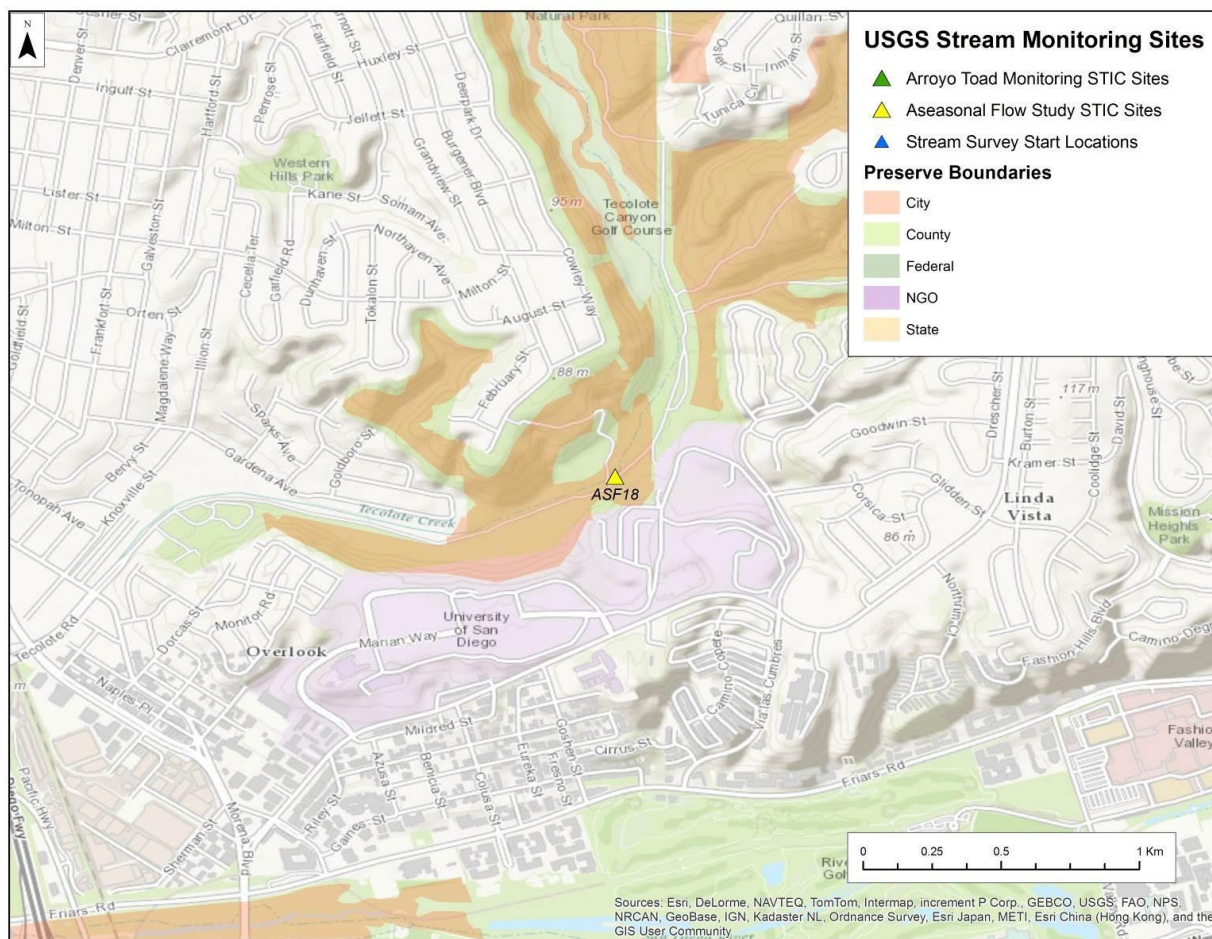 N
USGS Stream Monitoring Sites
Arroyo Toad Monitoring STIC Sites
Aseasonal Flow Study STIC Sites
Stream Survey Start Locations
Preserve Boundaries
City
County
Federal
NGO
State
Natural Park
Quillan St
Inman St
Osler St
Tunica Cir
Denver St
Clairemont Dr
Fairfield St
Huxley St
Ingulf St
Hartford St
Penrose St
Jellett St
Deerpark Dr
Burgener Blvd
Grandview St
Western
Hills Park
Lister St
Milton St
Galveston St
Kane St
Somam Ave
Northaven Ave
95 m
Tecolote
Canyon
Golf Course
Cecelia Ter
Garfield Rd
Dunhaven St
Tokalon St
Milton St
Cowley Way
August St
Orten St
Frankfort St
Goldfield St
Magdalene Way
Illion St
February St
88 m
117 m
Sparks Ave
Goldboro St
Gardena Ave
Bervy St
Knoxville St
Tonopah Ave
Tecolote Creek
ASF18
Goodwin St
Drescher St
Burton St
David St
Kramer St
Coolidge St
Glidden St
Corsica St
86 m
Linda
Vista
Mission
Heights
Park
Northrim Ct
Fashion Hills Blvd
Camino Degr
Tecolote Rd
Dorcas St
Monitor Rd
Overlook
Marian Way
University
of San
Diego
Naples Pl
Mildred St
Camino Copete
Via las Cumbres
Azusa St
Benicia St
Colusa St
Eureka St
Goshen St
Fresno St
Cirrus St
Friars Rd
Fashion
Valley
Pacific Hwy
Sherman St
Morena Blvd
Riley St
Gaines St
Friars Rd
0 0.25 0.5 1 Km
Sources: Esri, DeLorme, NAVTEQ, TomTom, Intermap, increment P Corp., GEBCO, USGS, FAO, NPS,
NRCAN, GeoBase, IGN, Kadaster NL, Ordnance Survey, Esri Japan, METI, Esri China (Hong Kong), and the
GIS User Community